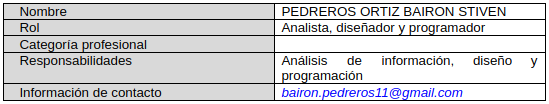 Nombre PEDREROS ORTIZ BAIRON STIVEN
Rol Analista, diseñador y programador
Categoría profesional
Responsabilidades Análisis de información, diseño y
programación
Información de contacto bairon.pedreros11@gmail.com